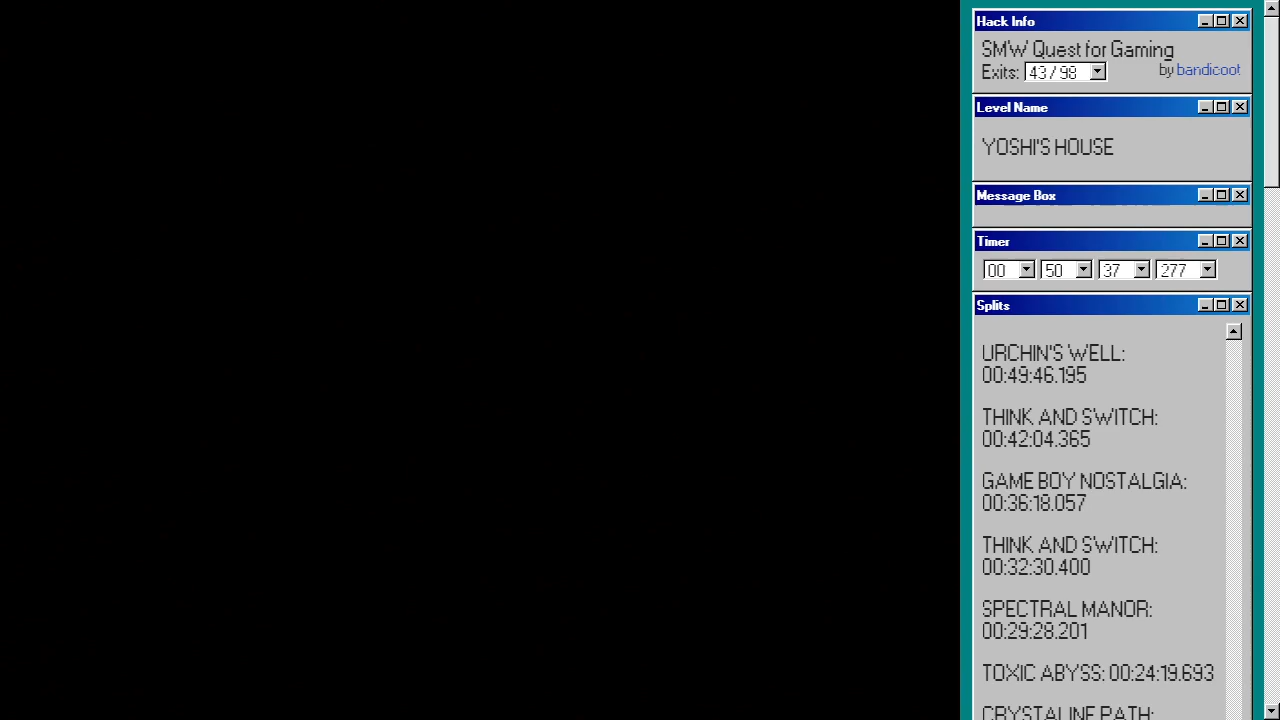 Hack Info
SMW Quest for Gaming
Exits: 43 / 98
by bandicoot
Level Name
YOSHI'S HOUSE
Message Box
Timer
00 50 37 277
Splits
URCHIN'S WELL:
00:49:46.195
THINK AND SWITCH:
00:42:04.365
GAME BOY NOSTALGIA:
00:36:18.057
THINK AND SWITCH:
00:32:30.400
SPECTRAL MANOR:
00:29:28.201
TOXIC ABYSS: 00:24:19.693
CRYSTALINE PATH: